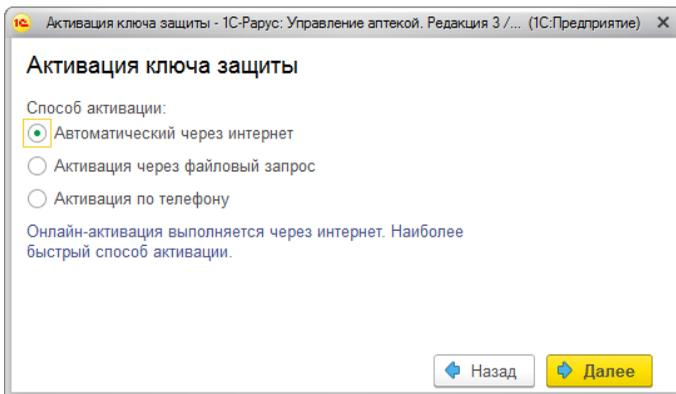 1С Активация ключа защиты - 1С-Рарус: Управление аптекой. Редакция 3 /... (1С:Предприятие)
Активация ключа защиты
Способ активации:
Автоматический через интернет
Активация через файловый запрос
Активация по телефону
Онлайн-активация выполняется через интернет. Наиболее
быстрый способ активации.
Назад Далее